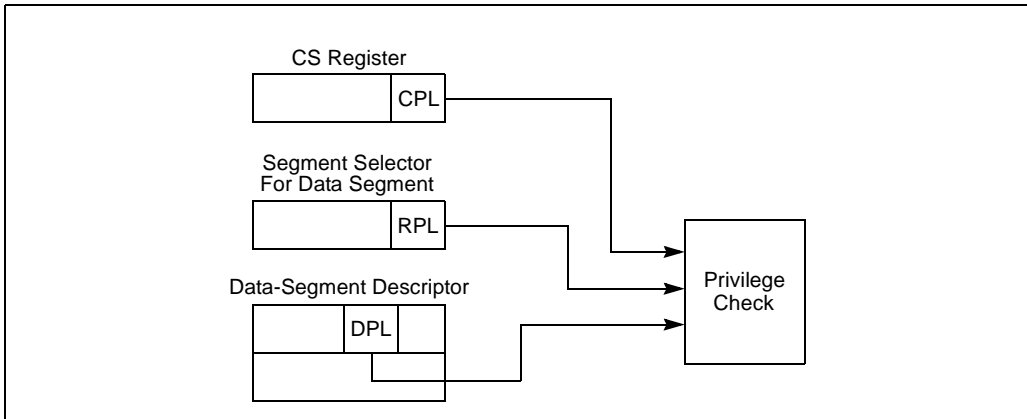 CS Register
CPL
Segment Selector
For Data Segment
RPL
Data-Segment Descriptor
DPL
Privilege
Check